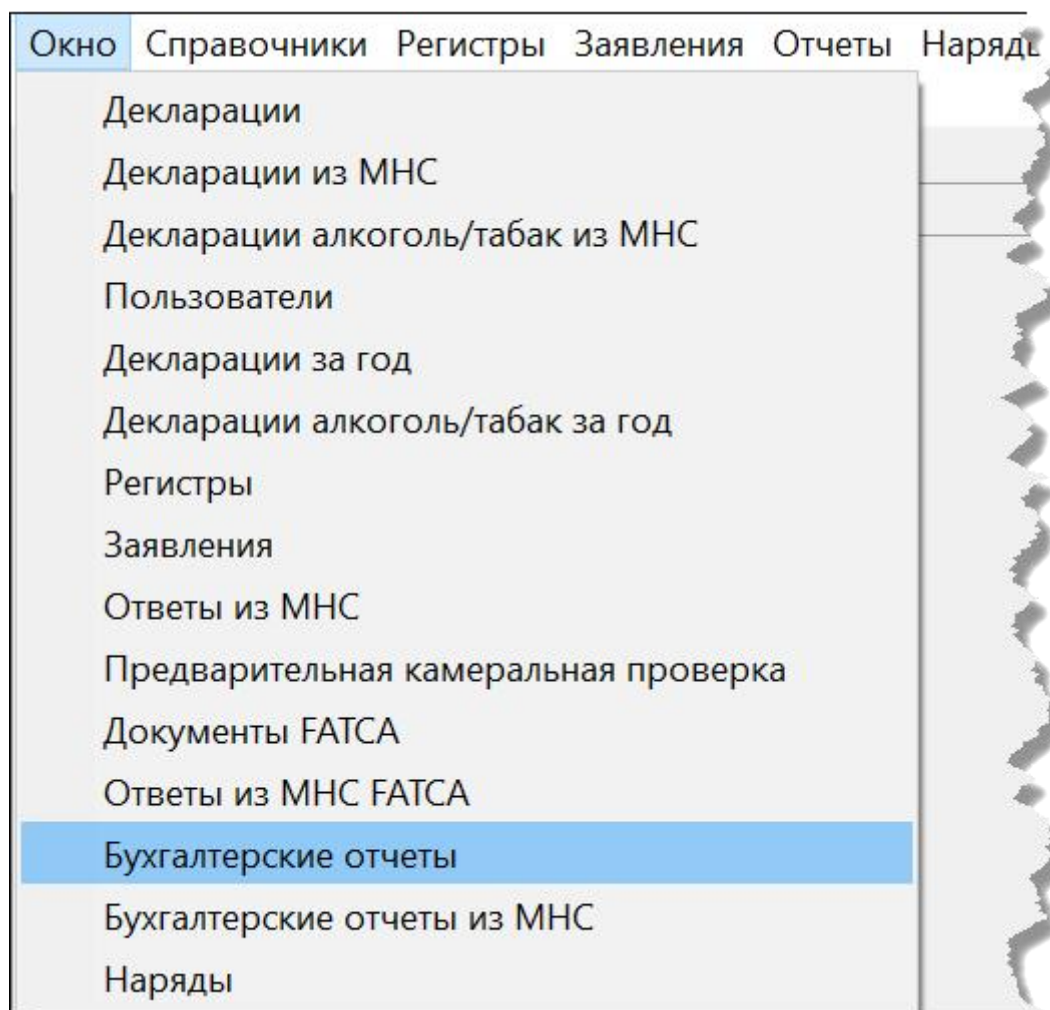 Окно Справочники Регистры Заявления Отчеты
Декларации
Декларации из МНС
Декларации алкоголь/табак из МНС
Пользователи
Декларации за год
Декларации алкоголь/табак за год
Регистры
Заявления
Ответы из МНС
Предварительная камеральная проверка
Документы FATCA
Ответы из МНС FATCA
Бухгалтерские отчеты
Бухгалтерские отчеты из МНС
Наряды